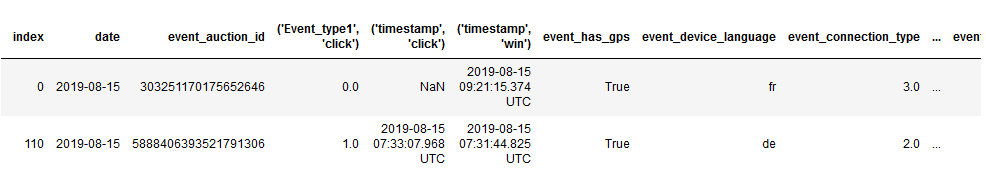 index date event_auction_id ('Event_type1', 'click') ('timestamp', 'click') ('timestamp', 'win') event_has_gps event_device_language event_connection_type ... event
0 2019-08-15 303251170175652646 0.0 NaN 2019-08-15 09:21:15.374 UTC True fr 3.0 ...
110 2019-08-15 5888406393521791306 1.0 2019-08-15 07:33:07.968 UTC 2019-08-15 07:31:44.825 UTC True de 2.0 ...